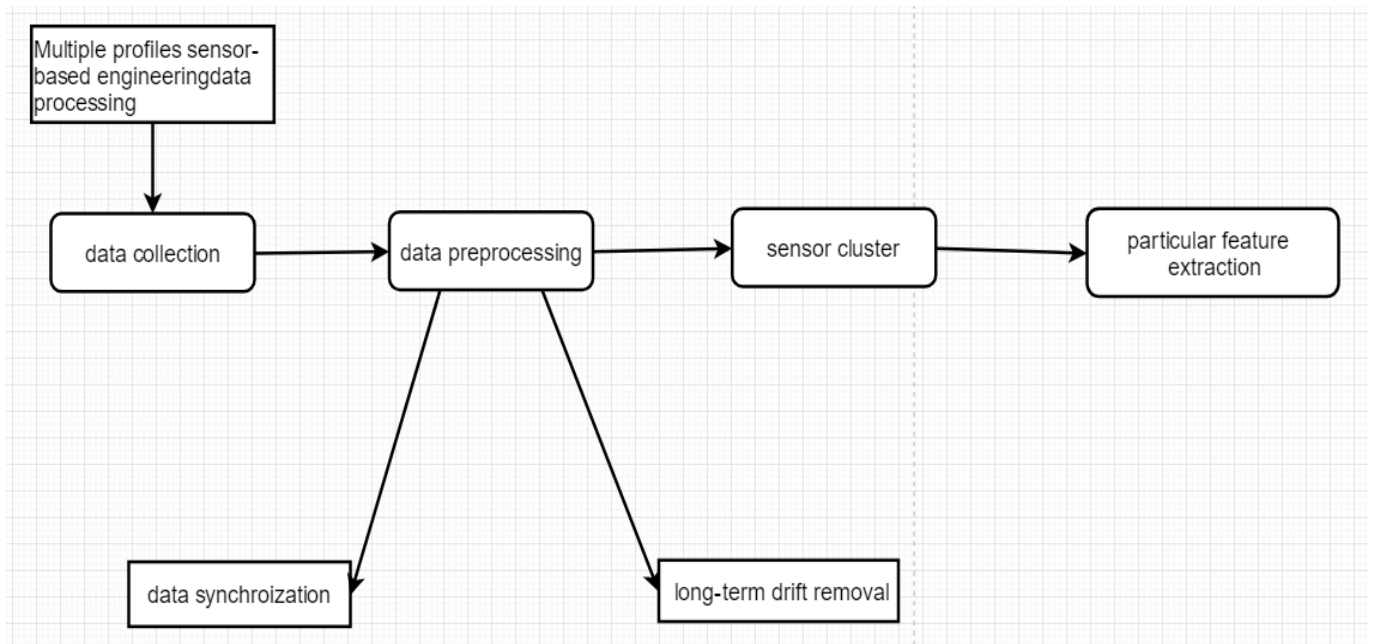 Multiple profiles sensor-
based engineeringdata
processing
data collection
data preprocessing
sensor cluster
particular feature
extraction
data synchroization
long-term drift removal